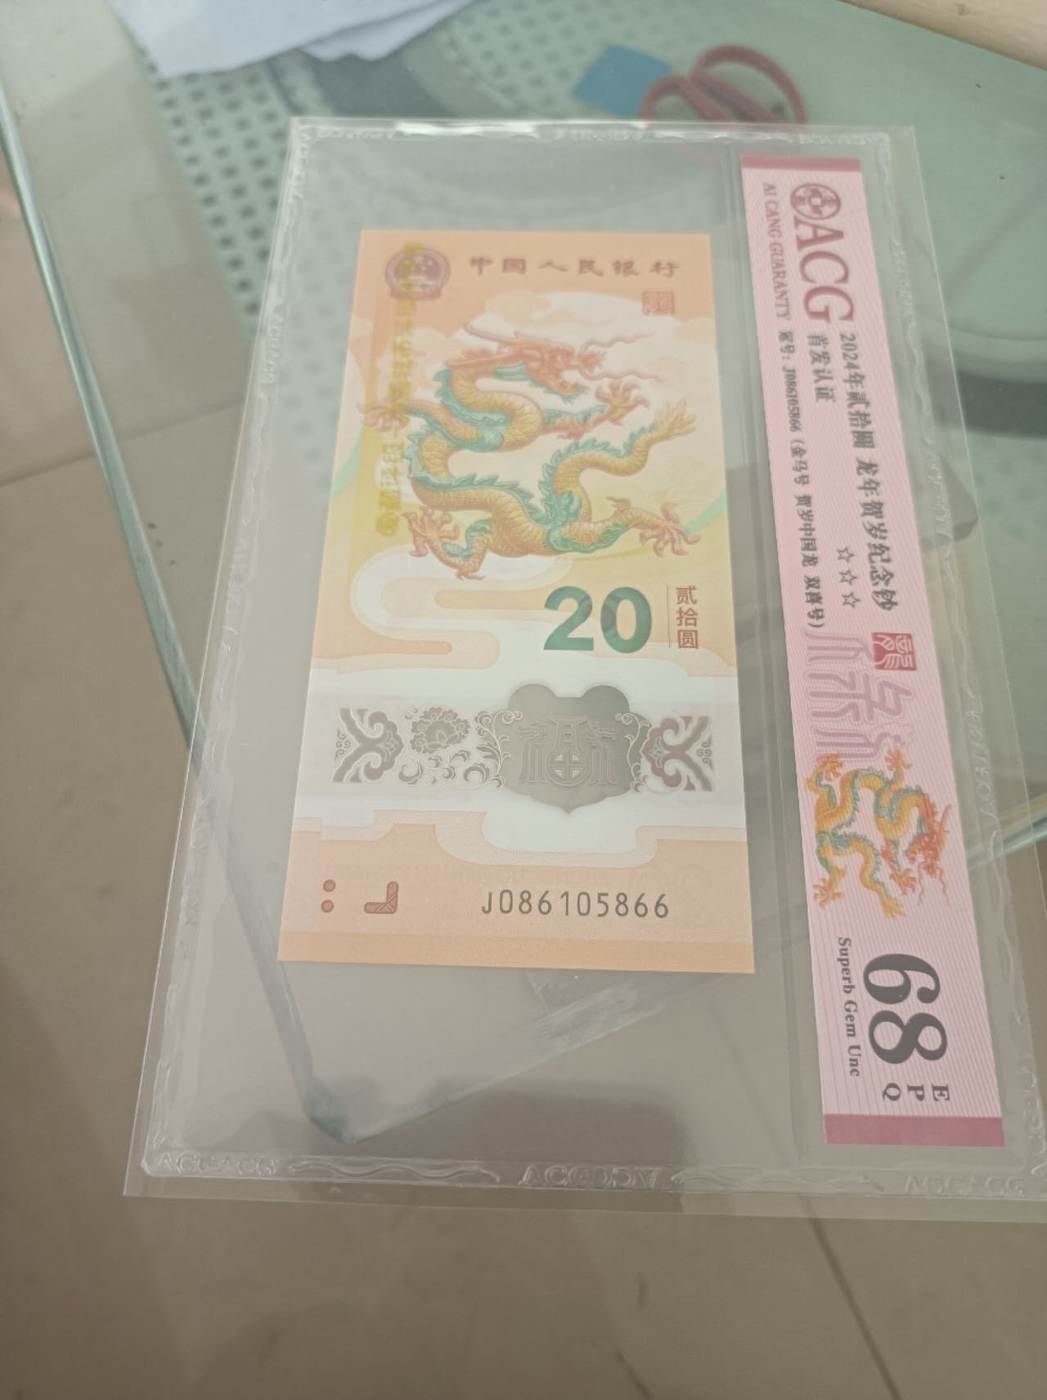 中国人民银行
20
贰拾圆
福
J086105866
ACG
AI CANG GUARANTY
2024年贰拾圆 龙年贺岁纪念钞
首发认证
☆☆☆
冠号: J086105866 (金马号 贺岁中国龙 双喜号)
68
EPQ
Superb Gem Unc